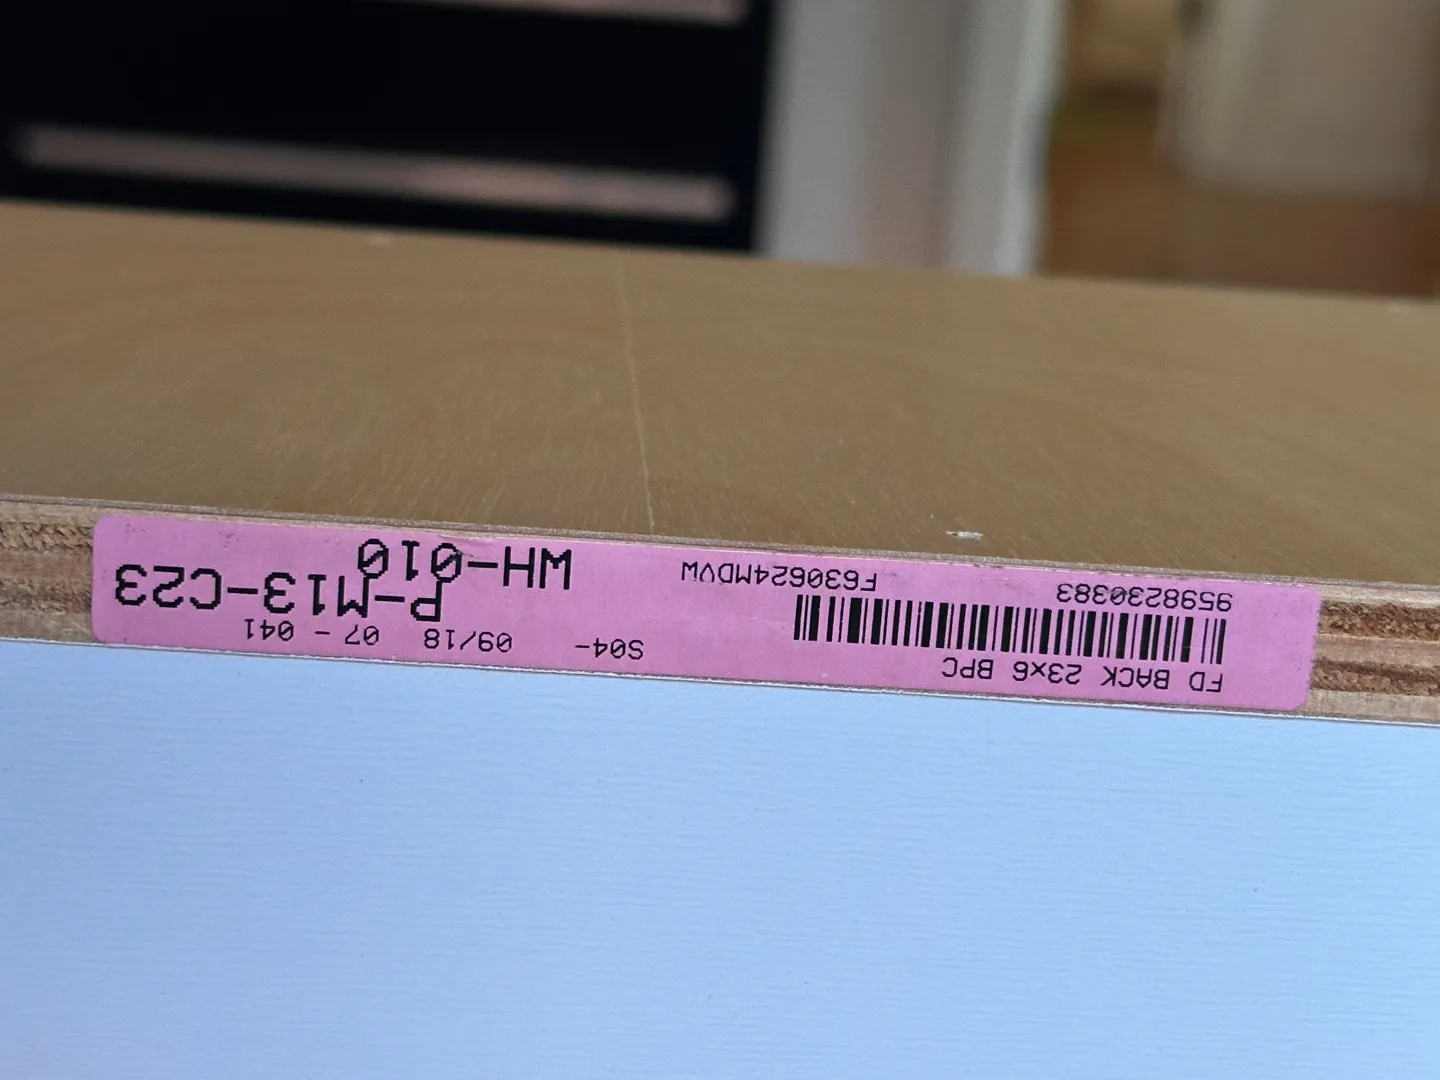 FD BACK 23x6 BPC
9598230383 F630624MDVW
S04- 09/18 07 - 041
P-M13-C23
WH-010